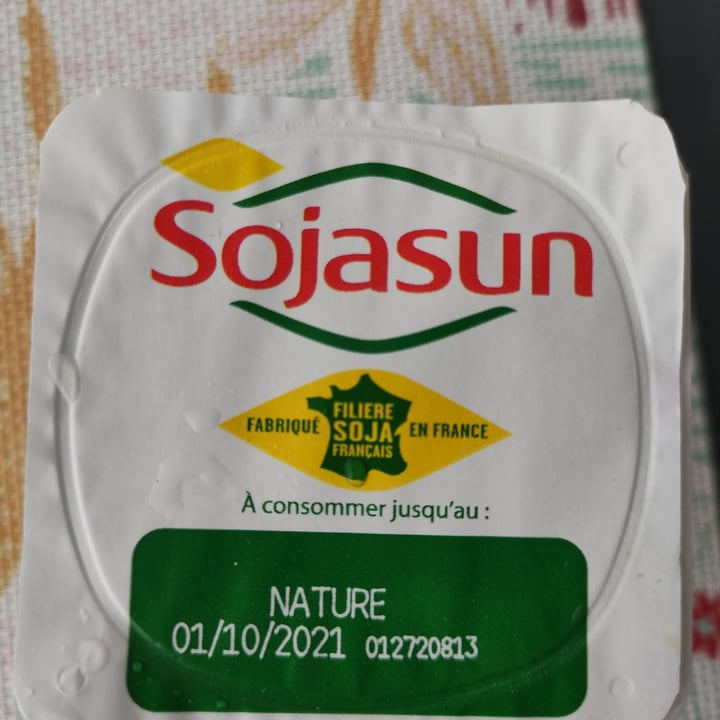 Sojasun
FABRIQUÉ FILIERE SOJA FRANÇAIS EN FRANCE
À consommer jusqu'au :
NATURE
01/10/2021 012720813